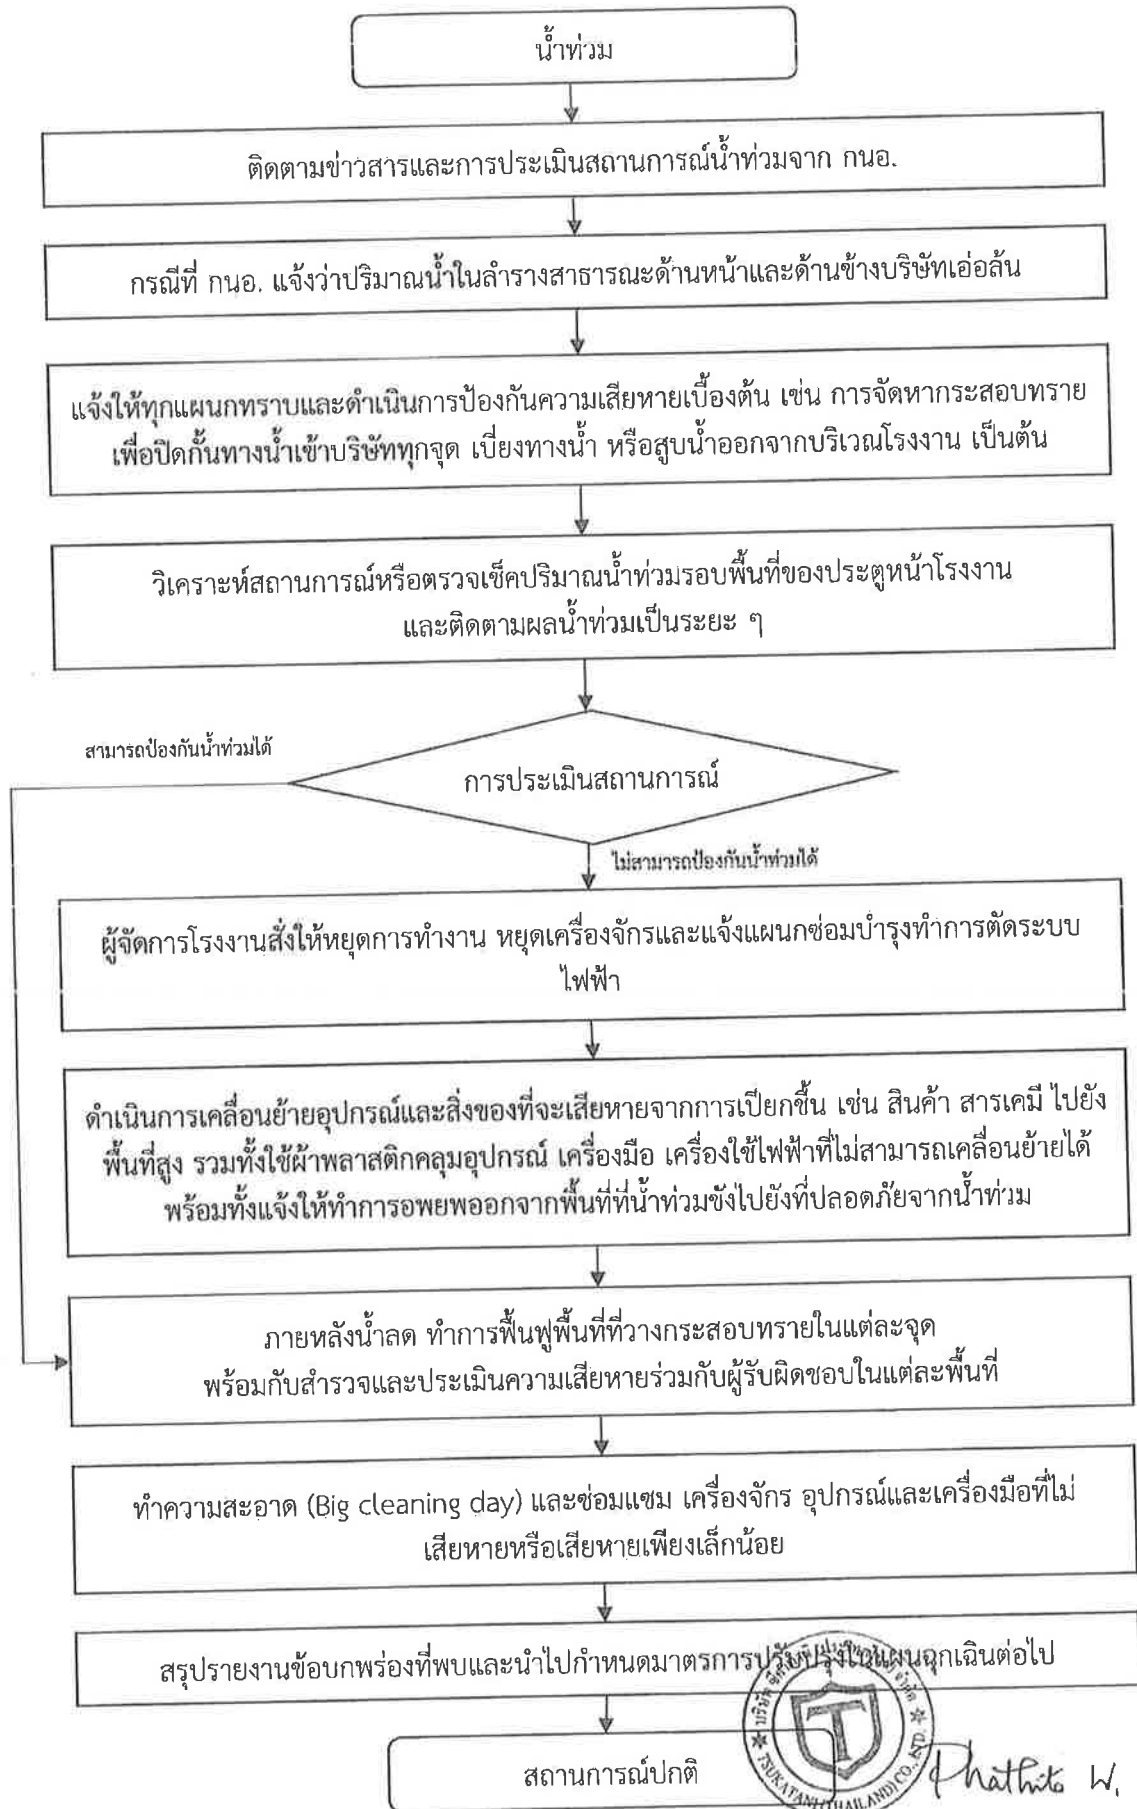 น้ำท่วม
ติดตามข่าวสารและการประเมินสถานการณ์น้ำท่วมจาก กนอ.
กรณีที่ กนอ. แจ้งว่าปริมาณน้ำในลำรางสาธารณะด้านหน้าและด้านข้างบริษัทเอ่อล้น
แจ้งให้ทุกแผนกทราบและดำเนินการป้องกันความเสียหายเบื้องต้น เช่น การจัดหากระสอบทราย
เพื่อปิดกั้นทางน้ำเข้าบริษัททุกจุด เบี่ยงทางน้ำ หรือสูบน้ำออกจากบริเวณโรงงาน เป็นต้น
วิเคราะห์สถานการณ์หรือตรวจเช็คปริมาณน้ำท่วมรอบพื้นที่ของประตูหน้าโรงงาน
และติดตามผลน้ำท่วมเป็นระยะ ๆ
สามารถป้องกันน้ำท่วมได้
การประเมินสถานการณ์
ไม่สามารถป้องกันน้ำท่วมได้
ผู้จัดการโรงงานสั่งให้หยุดการทำงาน หยุดเครื่องจักรและแจ้งแผนกซ่อมบำรุงทำการตัดระบบ
ไฟฟ้า
ดำเนินการเคลื่อนย้ายอุปกรณ์และสิ่งของที่จะเสียหายจากการเปียกชื้น เช่น สินค้า สารเคมี ไปยัง
พื้นที่สูง รวมทั้งใช้ผ้าพลาสติกคลุมอุปกรณ์ เครื่องมือ เครื่องใช้ไฟฟ้าที่ไม่สามารถเคลื่อนย้ายได้
พร้อมทั้งแจ้งให้ทำการอพยพออกจากพื้นที่ที่น้ำท่วมขังไปยังที่ปลอดภัยจากน้ำท่วม
ภายหลังน้ำลด ทำการฟื้นฟูพื้นที่ที่วางกระสอบทรายในแต่ละจุด
พร้อมกับสำรวจและประเมินความเสียหายร่วมกับผู้รับผิดชอบในแต่ละพื้นที่
ทำความสะอาด (Big cleaning day) และซ่อมแซม เครื่องจักร อุปกรณ์และเครื่องมือที่ไม่
เสียหายหรือเสียหายเพียงเล็กน้อย
สรุปรายงานข้อบกพร่องที่พบและนำไปกำหนดมาตรการปรับปรุงในแผนฉุกเฉินต่อไป
สถานการณ์ปกติ
TSUKATANI (THAILAND) CO., LTD.
Phathita W.